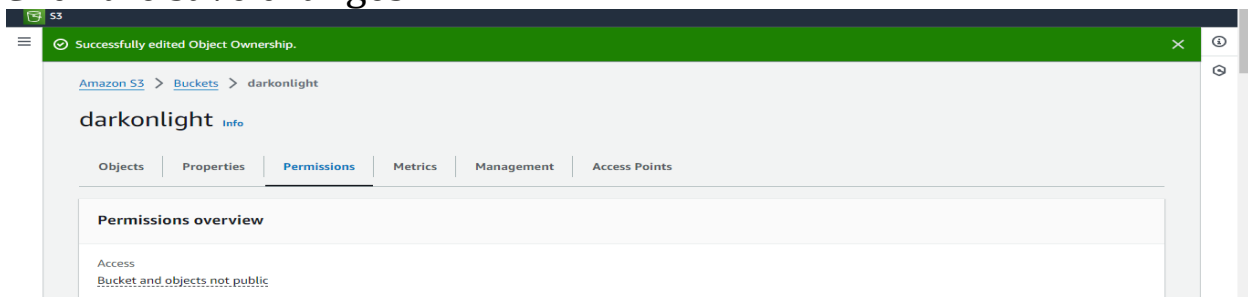 S3
Successfully edited Object Ownership.
Amazon S3 > Buckets > darkonlight
darkonlight Info
Objects Properties Permissions Metrics Management Access Points
Permissions overview
Access
Bucket and objects not public